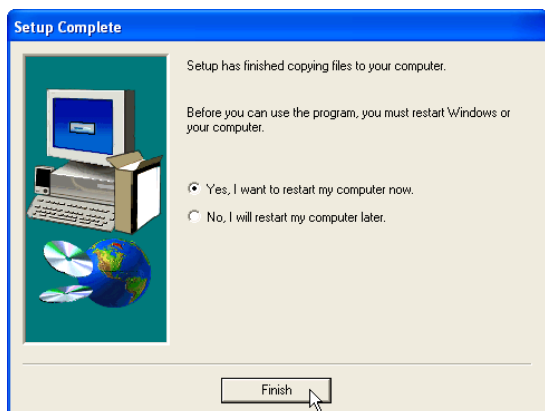 Setup Complete
Setup has finished copying files to your computer.
Before you can use the program, you must restart Windows or
your computer.
Yes, I want to restart my computer now.
No, I will restart my computer later.
Finish